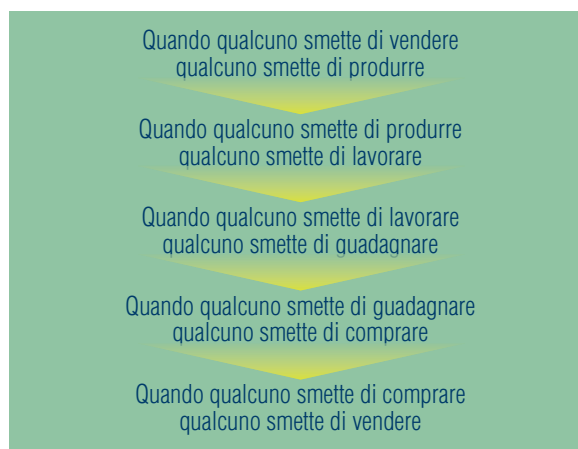 Quando qualcuno smette di vendere
qualcuno smette di produrre
Quando qualcuno smette di produrre
qualcuno smette di lavorare
Quando qualcuno smette di lavorare
qualcuno smette di guadagnare
Quando qualcuno smette di guadagnare
qualcuno smette di comprare
Quando qualcuno smette di comprare
qualcuno smette di vendere